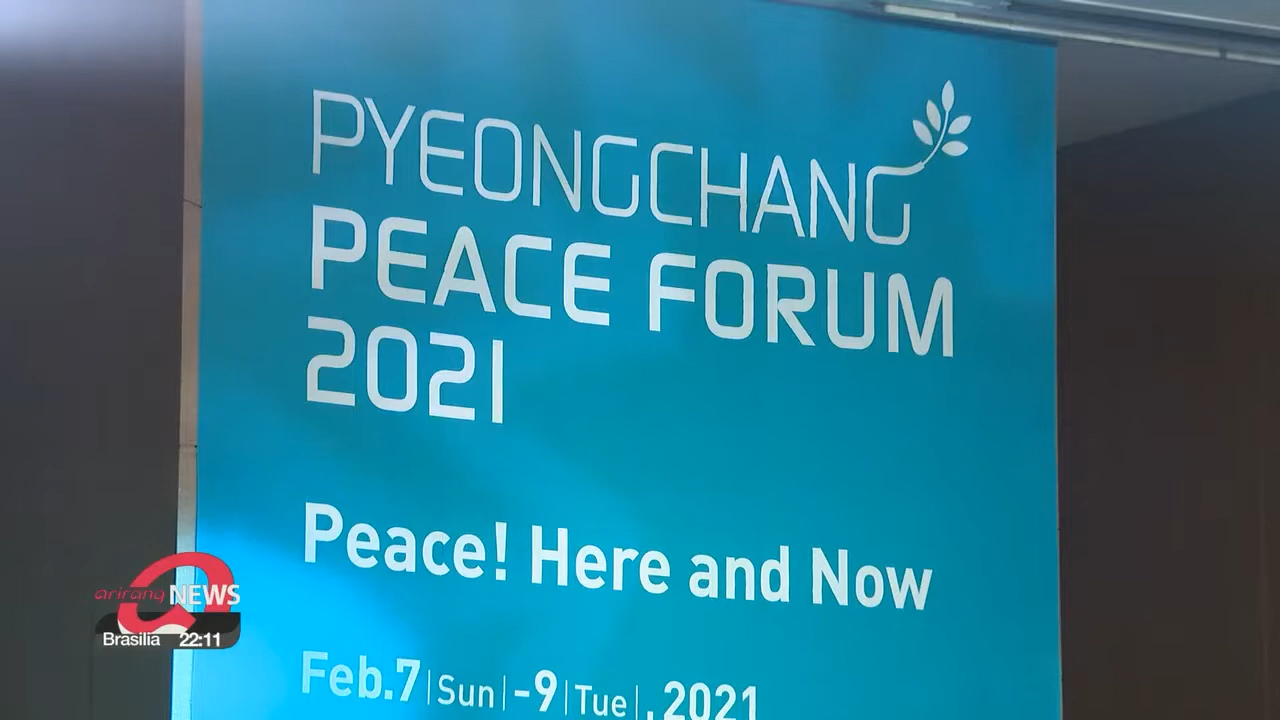 PYEONGCHANG
PEACE FORUM
2021
Peace! Here and Now
Feb.7|Sun|-9|Tue|, 2021
arirang NEWS
Brasilia 22:11